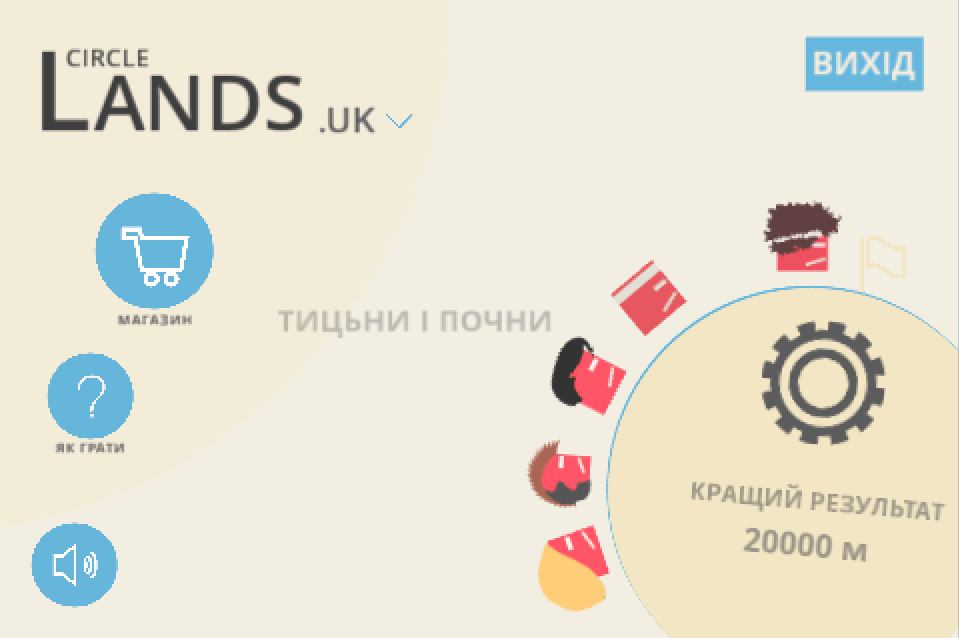 CIRCLE
LANDS .UK
ВИХІД
МАГАЗИН
ТИЦЬНИ І ПОЧНИ
ЯК ГРАТИ
КРАЩИЙ РЕЗУЛЬТАТ
20000 м